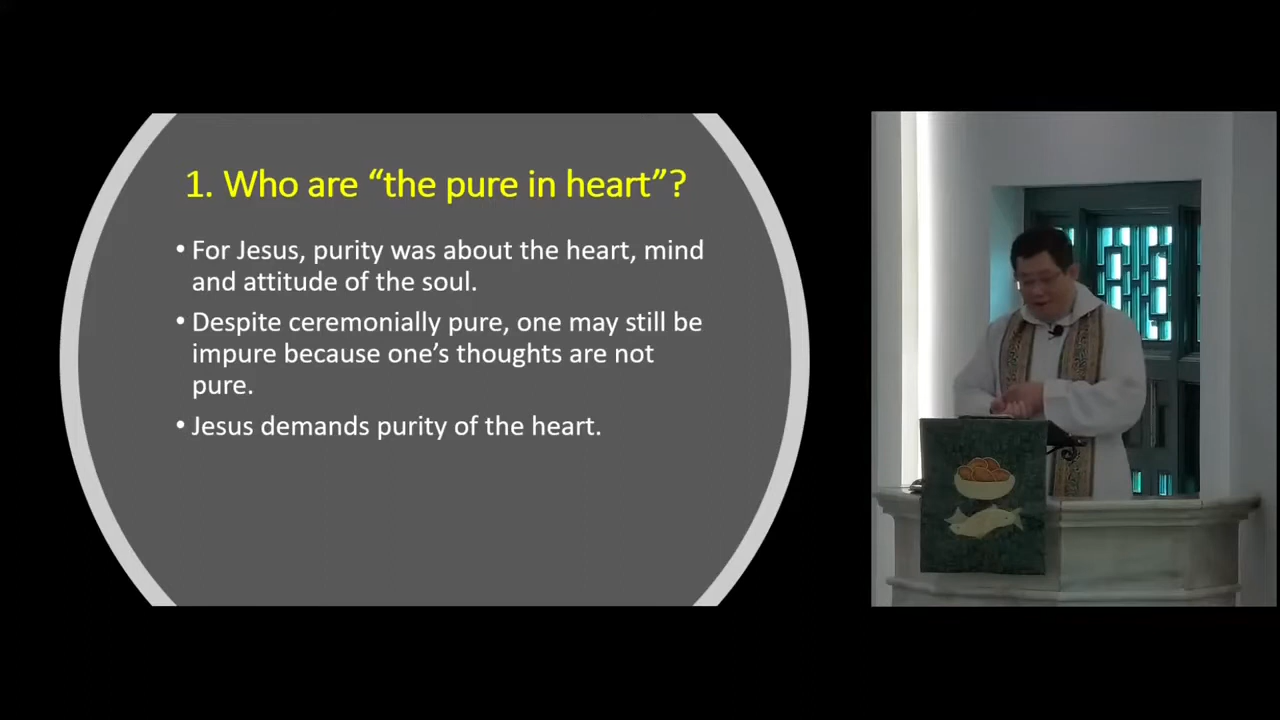 1. Who are “the pure in heart”?
• For Jesus, purity was about the heart, mind
and attitude of the soul.
• Despite ceremonially pure, one may still be
impure because one’s thoughts are not
pure.
• Jesus demands purity of the heart.